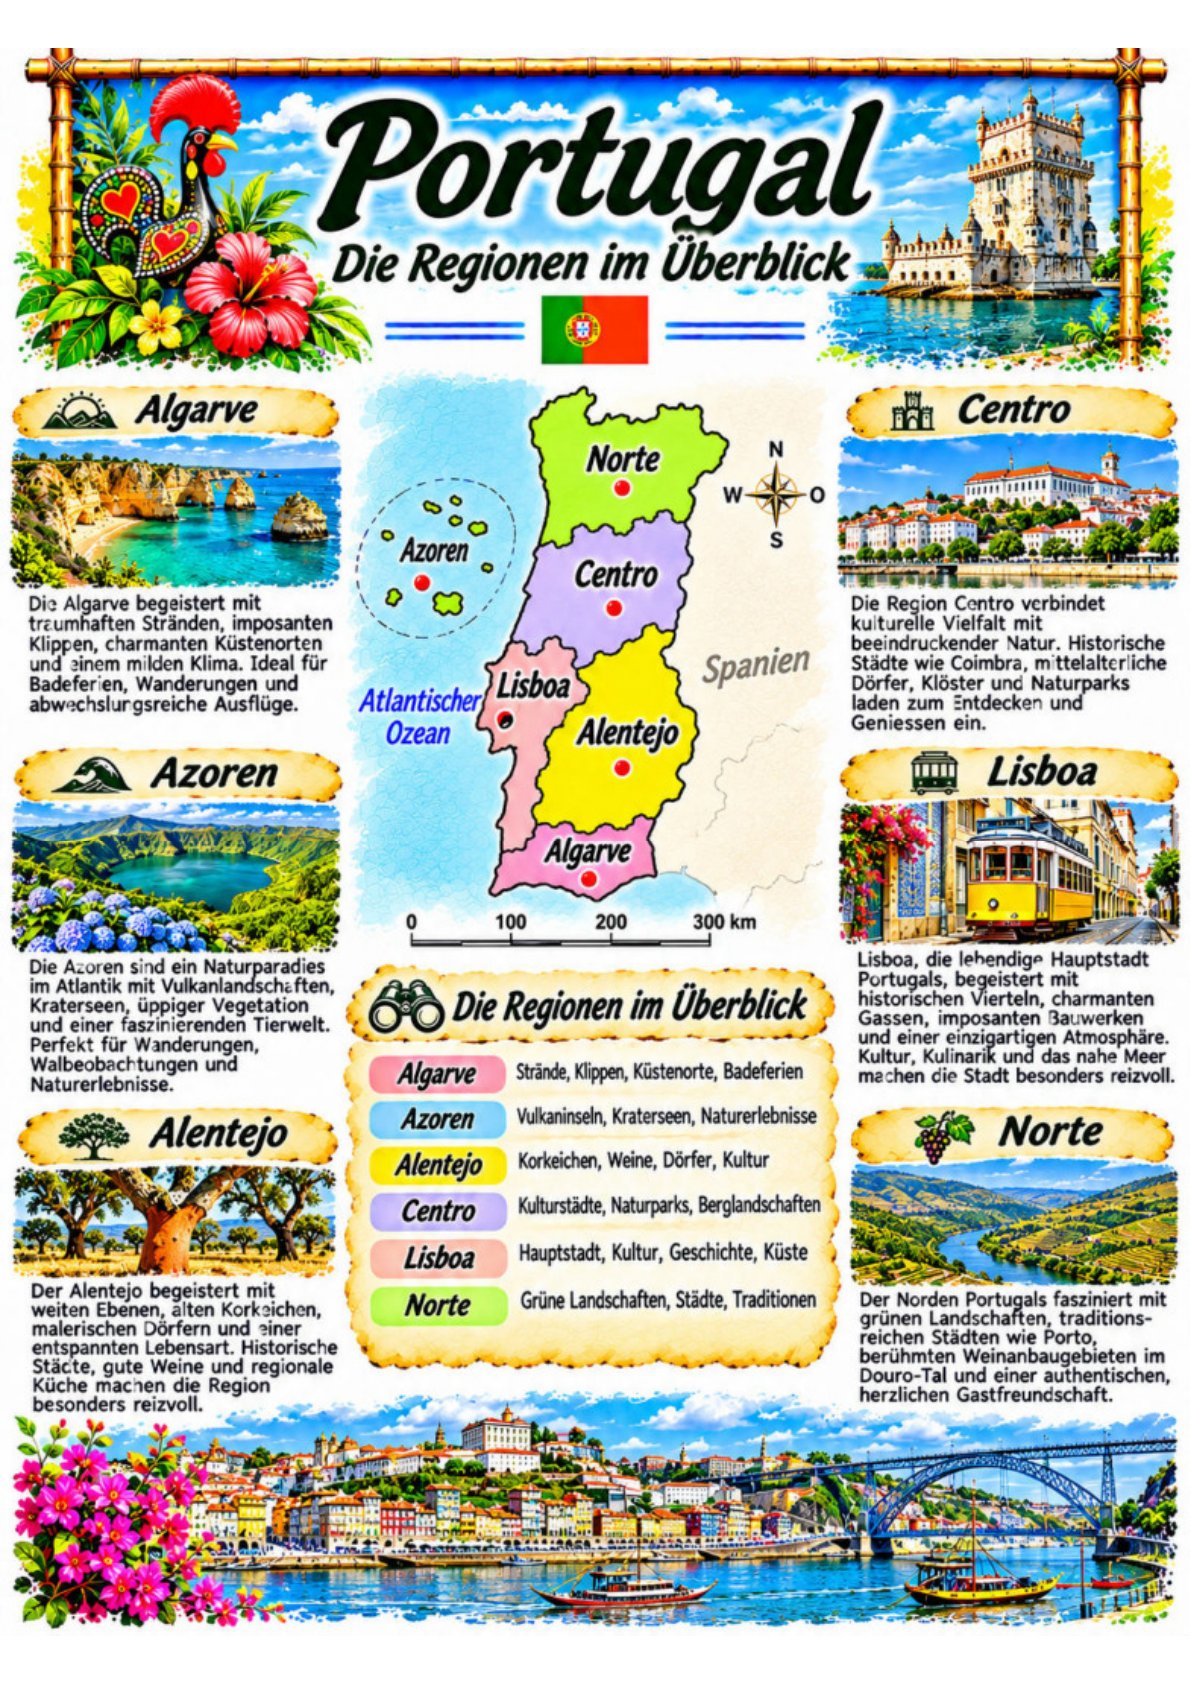 Portugal
Die Regionen im Überblick
Algarve
Die Algarve begeistert mit
traumhaften Stränden, imposanten
Klippen, charmanten Küstenorten
und einem milden Klima. Ideal für
Badeferien, Wanderungen und
abwechslungsreiche Ausflüge.
Azoren
Die Azoren sind ein Naturparadies
im Atlantik mit Vulkanlandschaften,
Kraterseen, üppiger Vegetation
und einer faszinierenden Tierwelt.
Perfekt für Wanderungen,
Walbeobachtungen und
Naturerlebnisse.
Alentejo
Der Alentejo begeistert mit
weiten Ebenen, alten Korkeichen,
malerischen Dörfern und einer
entspannten Lebensart. Historische
Städte, gute Weine und regionale
Küche machen die Region
besonders reizvoll.
Norte
Centro
Azoren
Lisboa
Alentejo
Algarve
Atlantischer
Ozean
Spanien
N
W O
S
0 100 200 300 km
Die Regionen im Überblick
Algarve Strände, Klippen, Küstenorte, Badeferien
Azoren Vulkaninseln, Kraterseen, Naturerlebnisse
Alentejo Korkeichen, Weine, Dörfer, Kultur
Centro Kulturstädte, Naturparks, Berglandschaften
Lisboa Hauptstadt, Kultur, Geschichte, Küste
Norte Grüne Landschaften, Städte, Traditionen
Centro
Die Region Centro verbindet
kulturelle Vielfalt mit
beeindruckender Natur. Historische
Städte wie Coimbra, mittelalterliche
Dörfer, Klöster und Naturparks
laden zum Entdecken und
Geniessen ein.
Lisboa
Lisboa, die lebendige Hauptstadt
Portugals, begeistert mit
historischen Vierteln, charmanten
Gassen, imposanten Bauwerken
und einer einzigartigen Atmosphäre.
Kultur, Kulinarik und das nahe Meer
machen die Stadt besonders reizvoll.
Norte
Der Norden Portugals fasziniert mit
grünen Landschaften, traditions-
reichen Städten wie Porto,
berühmten Weinanbaugebieten im
Douro-Tal und einer authentischen,
herzlichen Gastfreundschaft.